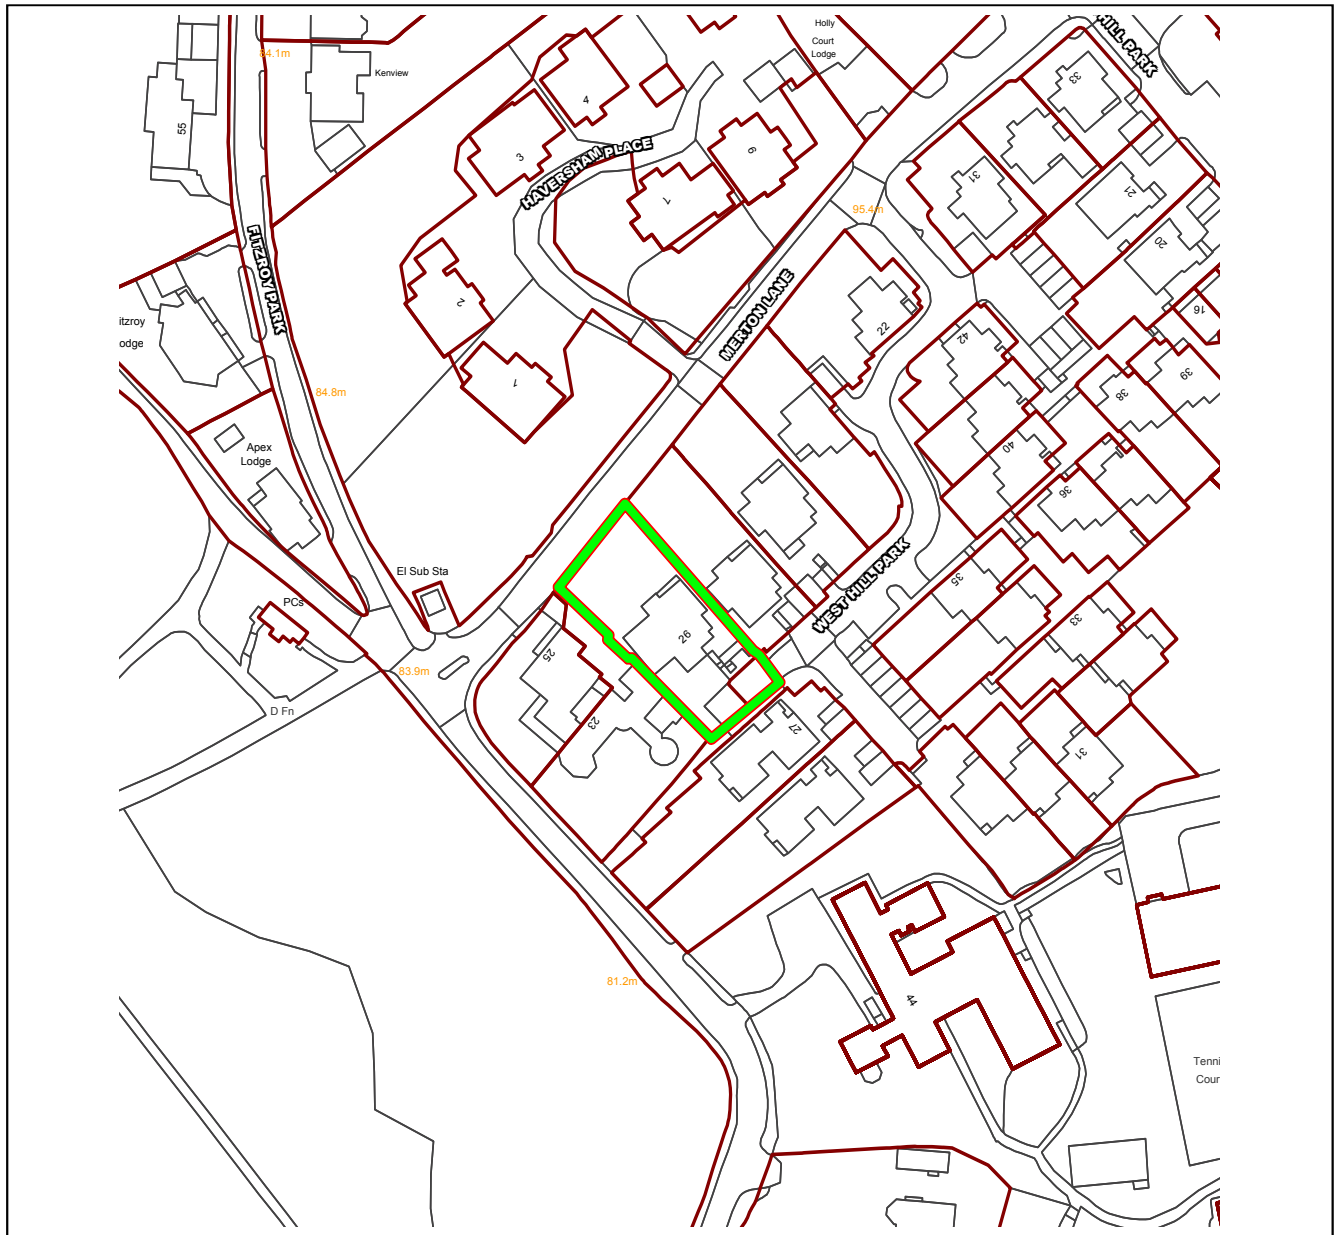 84.1m
Kenview
55
Holly
Court
Lodge
HILL PARK
33
4
3
HAVERSHAM PLACE
9
7
31
21
95.4m
20
FITZROY PARK
2
MERTON LANE
16
itzroy
odge
22
42
1
39
84.8m
38
Apex
Lodge
40
36
El Sub Sta
WEST HILL PARK
35
PCs
33
26
25
83.9m
D Fn
23
27
31
81.2m
44
Tenni
Cour